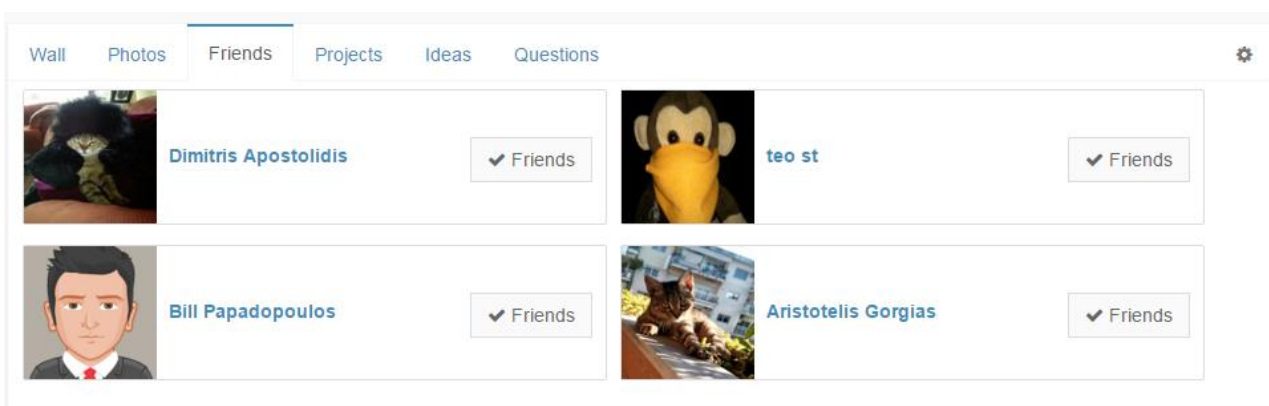 Wall Photos Friends Projects Ideas Questions
Dimitris Apostolidis ✔ Friends
teo st ✔ Friends
Bill Papadopoulos ✔ Friends
Aristotelis Gorgias ✔ Friends